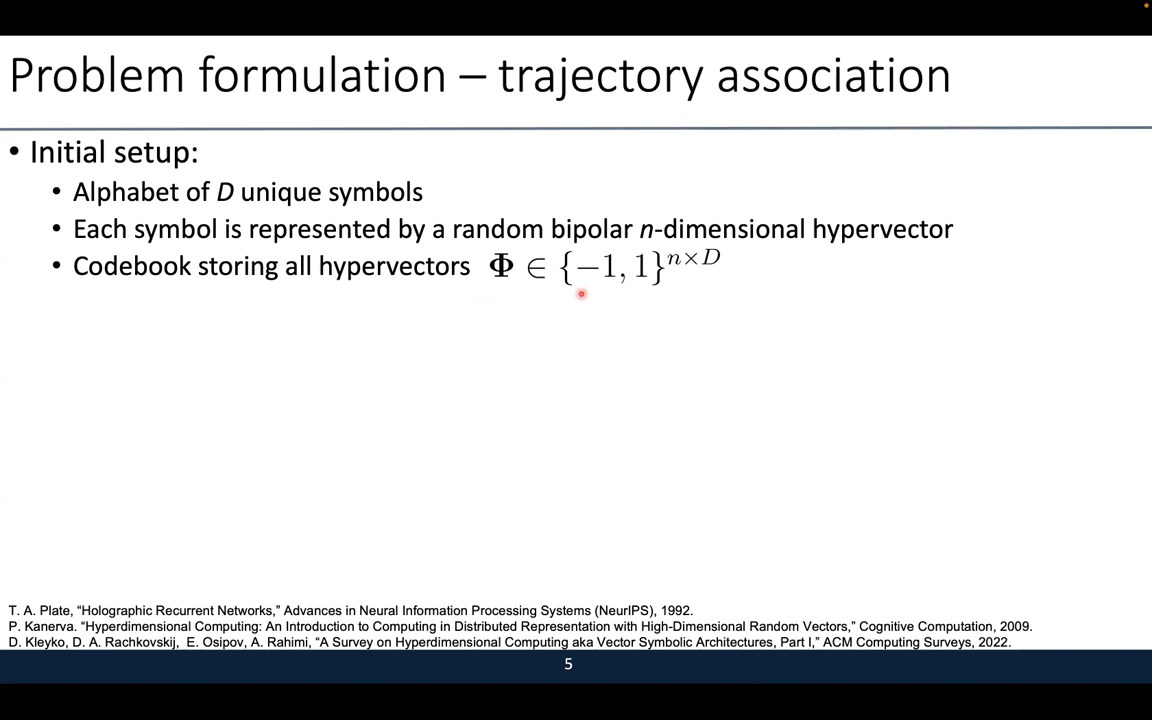 Problem formulation – trajectory association
• Initial setup:
• Alphabet of D unique symbols
• Each symbol is represented by a random bipolar n-dimensional hypervector
• Codebook storing all hypervectors Φ ∈ {−1, 1}^{n×D}
T. A. Plate, “Holographic Recurrent Networks,” Advances in Neural Information Processing Systems (NeurIPS), 1992.
P. Kanerva. “Hyperdimensional Computing: An Introduction to Computing in Distributed Representation with High-Dimensional Random Vectors,” Cognitive Computation, 2009.
D. Kleyko, D. A. Rachkovskij, E. Osipov, A. Rahimi, “A Survey on Hyperdimensional Computing aka Vector Symbolic Architectures, Part I,” ACM Computing Surveys, 2022.
5